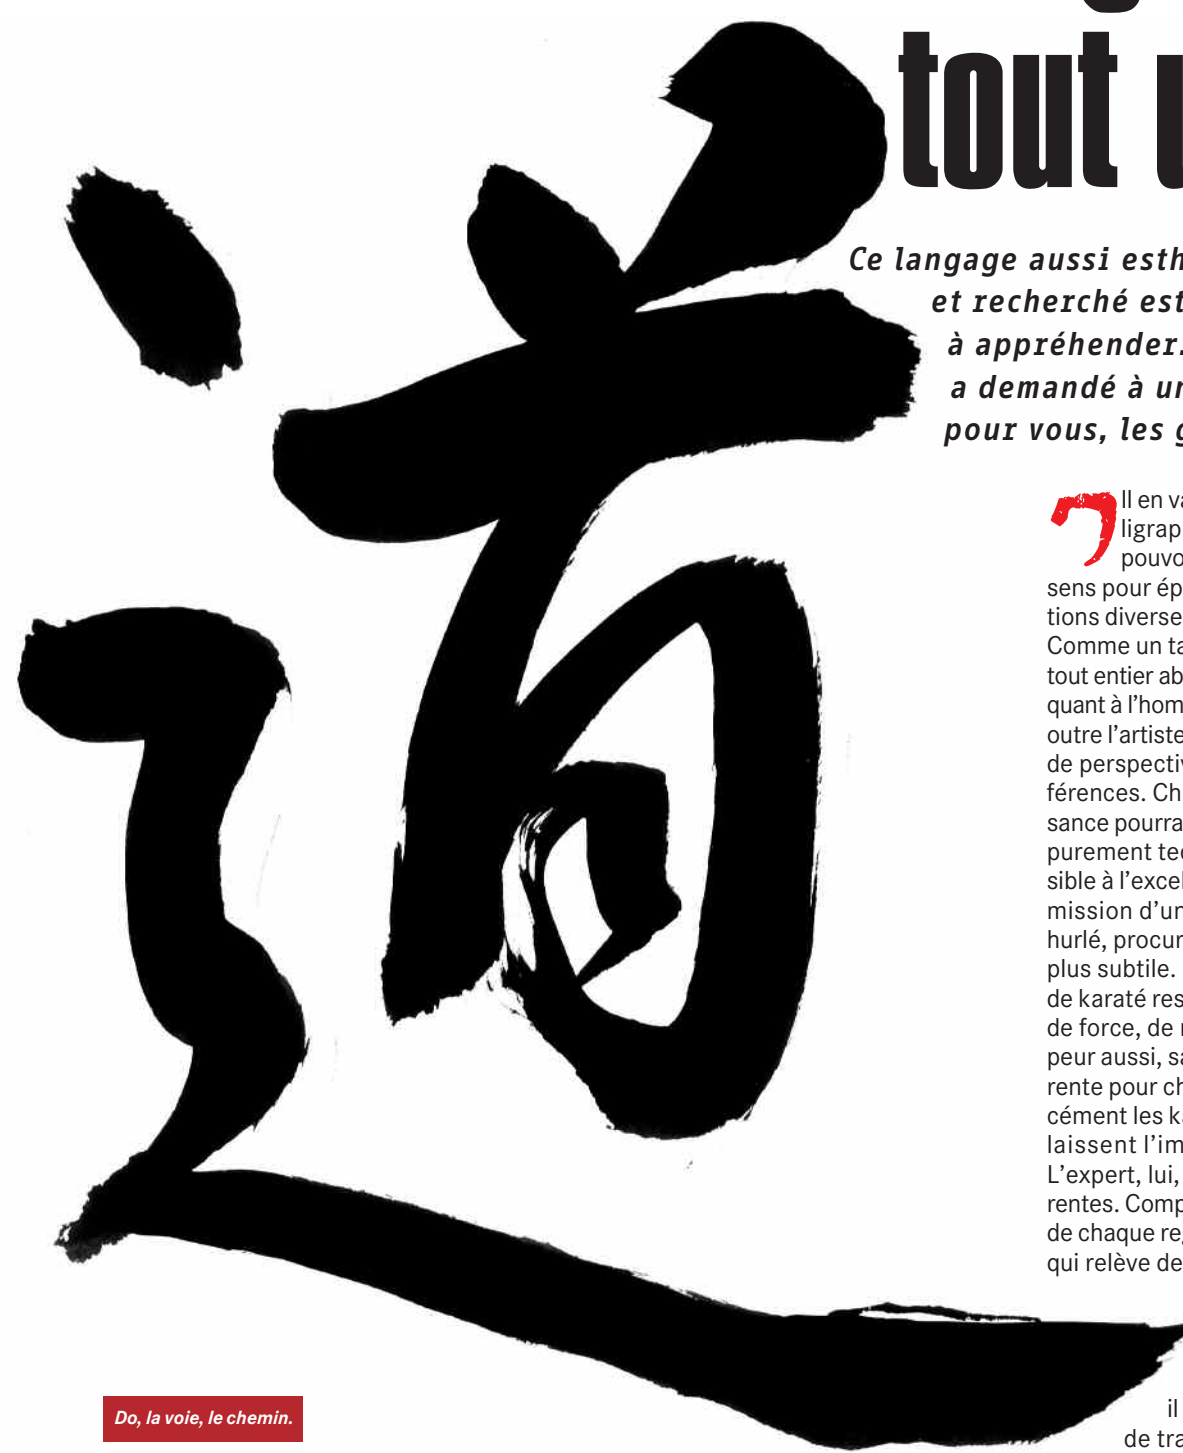 道
tout
Ce langage aussi esth
et recherché est
à appréhender.
a demandé à un
pour vous, les g
Il en va
ligrap
pouvo
sens pour ép
tions diverse
Comme un ta
tout entier ab
quant à l'hom
outre l'artiste
de perspectiv
férences. Ch
sance pourra
purement tec
sible à l'excel
mission d'un
hurlé, procur
plus subtile.
de karaté res
de force, de
peur aussi, sa
rente pour ch
cément les ka
laissent l'im
L'expert, lui,
rentes. Comp
de chaque reg
qui relève de
il
de tra
Do, la voie, le chemin.